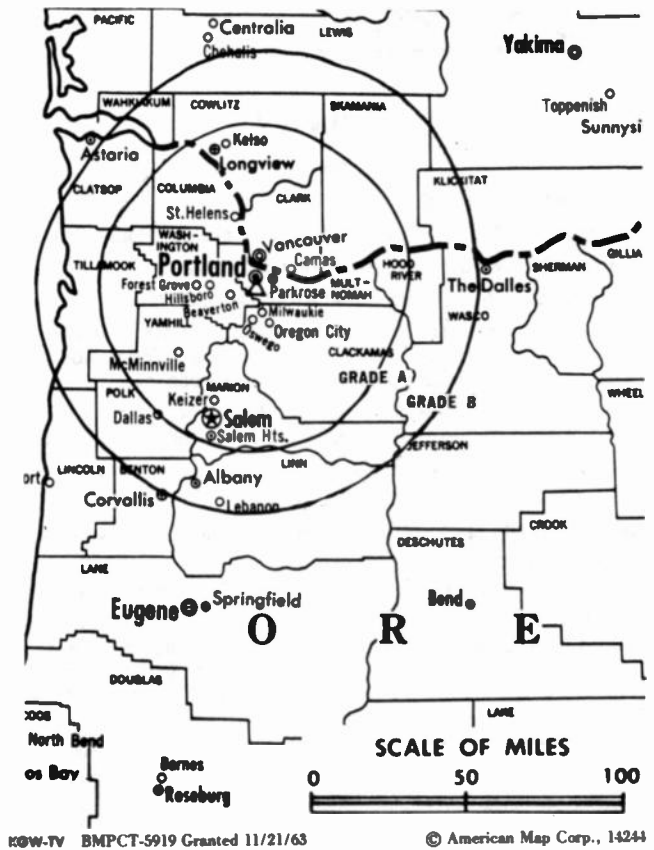 PACIFIC
Centralia
LEWIS
Chehalis
Yakima
WAHKIAKUM
COWLITZ
SKAMANIA
Toppenish
Sunnysi
Kelso
Astaria
Longview
KLICKITAT
CLATSOP
COLUMBIA
CLARK
St. Helens
WASH-
INGTON
Vancouver
GILLIA
TILLAMOOK
Portland
Camas
HOOD
RIVER
SHERMAN
Forest Grove
Parkrose
MULT-
NOMAH
The Dalles
Hillsboro
Beaverton
Milwaukie
WASCO
YAMHILL
Oswego
Oregon City
CLACKAMAS
McMinnville
GRADE A
MARION
POLK
WHEEL
Keizer
GRADE B
Dallas
Salem
Salem Hts.
JEFFERSON
LINCOLN
BENTON
LINN
ort
Albany
Corvallis
Lebanon
CROOK
DESCHUTES
LANE
Eugene
Springfield
Bend
O R E
DOUGLAS
COOS
LANE
North Bend
SCALE OF MILES
os Bay
Bernes
0 50 100
Roseburg
KGW-TV BMPCT-5919 Granted 11/21/63
© American Map Corp., 14244